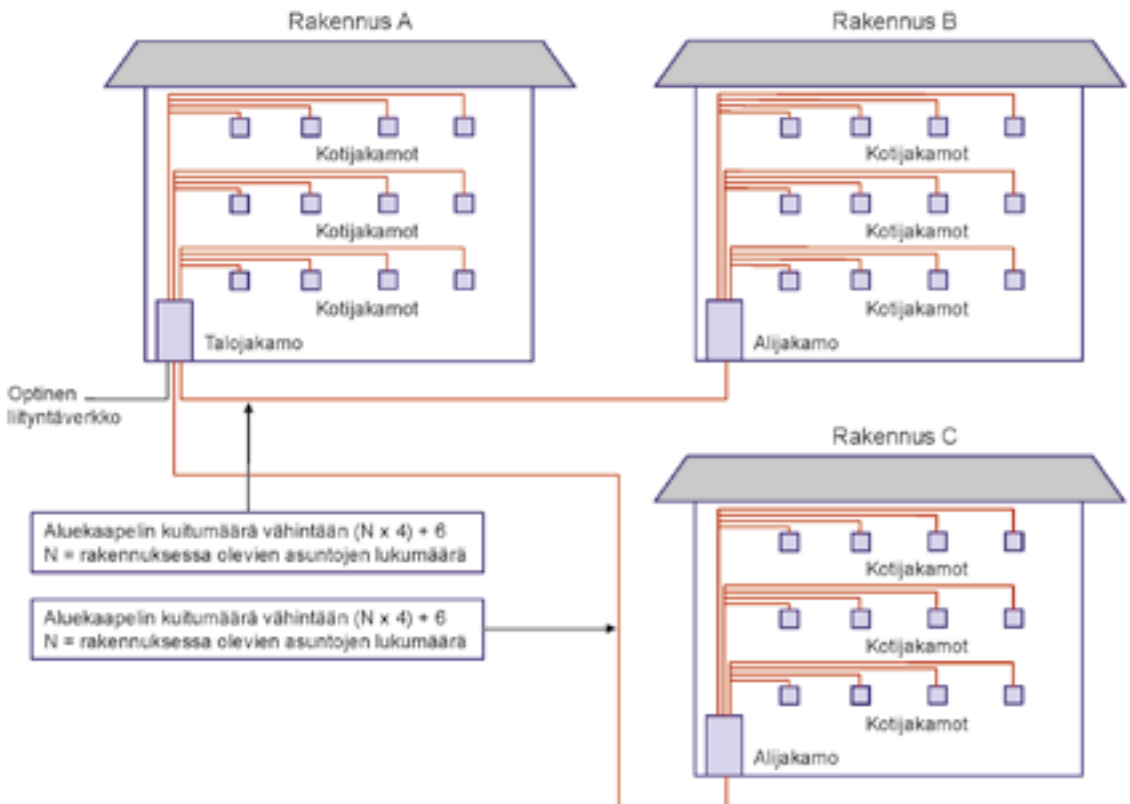 Rakennus A
Kotijakamot
Kotijakamot
Kotijakamot
Talojakamo
Optinen
liityntäverkko
Rakennus B
Kotijakamot
Kotijakamot
Kotijakamot
Alijakamo
Aluekaapelin kuitumäärä vähintään (N x 4) + 6
N = rakennuksessa olevien asuntojen lukumäärä
Aluekaapelin kuitumäärä vähintään (N x 4) + 6
N = rakennuksessa olevien asuntojen lukumäärä
Rakennus C
Kotijakamot
Kotijakamot
Kotijakamot
Alijakamo